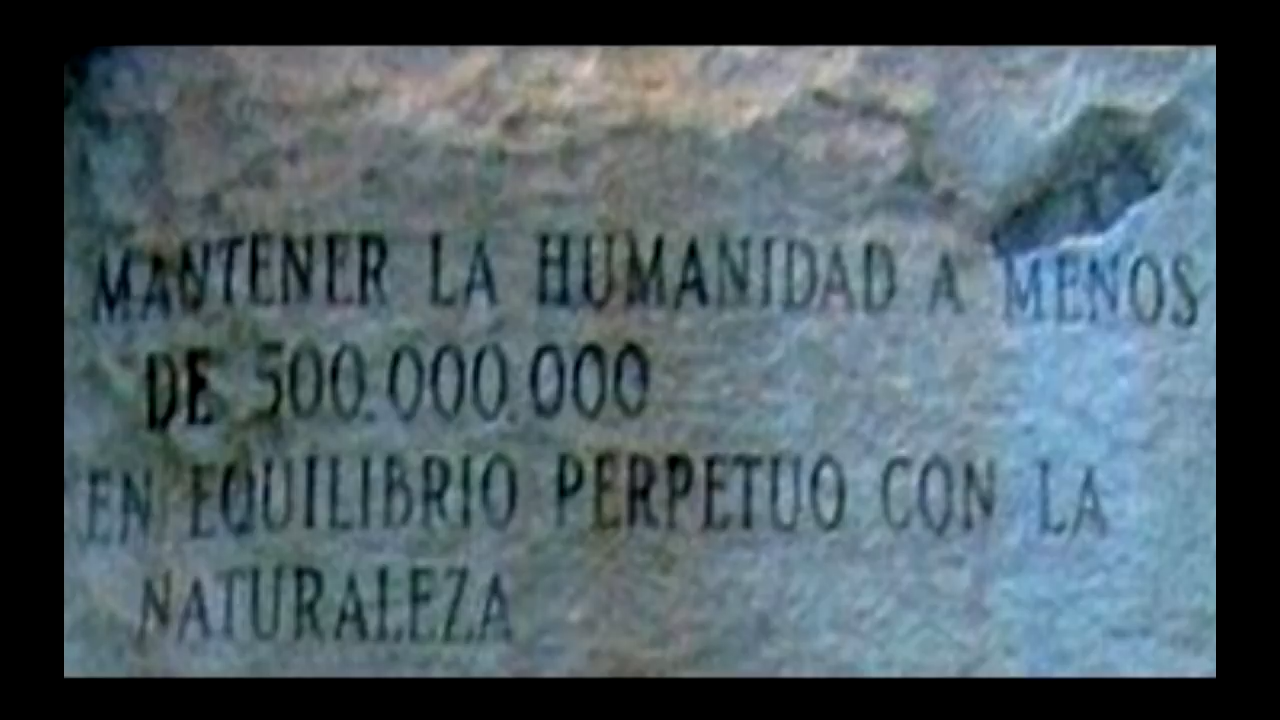 MANTENER LA HUMANIDAD A MENOS
DE 500.000.000
EN EQUILIBRIO PERPETUO CON LA
NATURALEZA